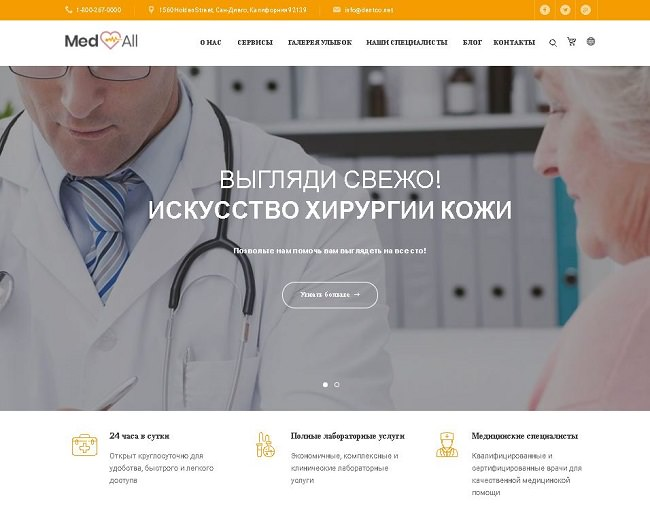 1-800-267-0000
1560 Holden Street, Сан-Диего, Калифорния 92139
info@dentco.net
Med All
О НАС СЕРВИСЫ ГАЛЕРЕЯ УЛЫБОК НАШИ СПЕЦИАЛИСТЫ БЛОГ КОНТАКТЫ
ВЫГЛЯДИ СВЕЖО!
ИСКУССТВО ХИРУРГИИ КОЖИ
Позвольте нам помочь вам выглядеть на все сто!
Узнать больше →
24 часа в сутки
Открыт круглосуточно для
удобства, быстрого и легкого
доступа
Полные лабораторные услуги
Экономичные, комплексные и
клинические лабораторные
услуги
Медицинские специалисты
Квалифицированные и
сертифицированные врачи для
качественной медицинской
помощи